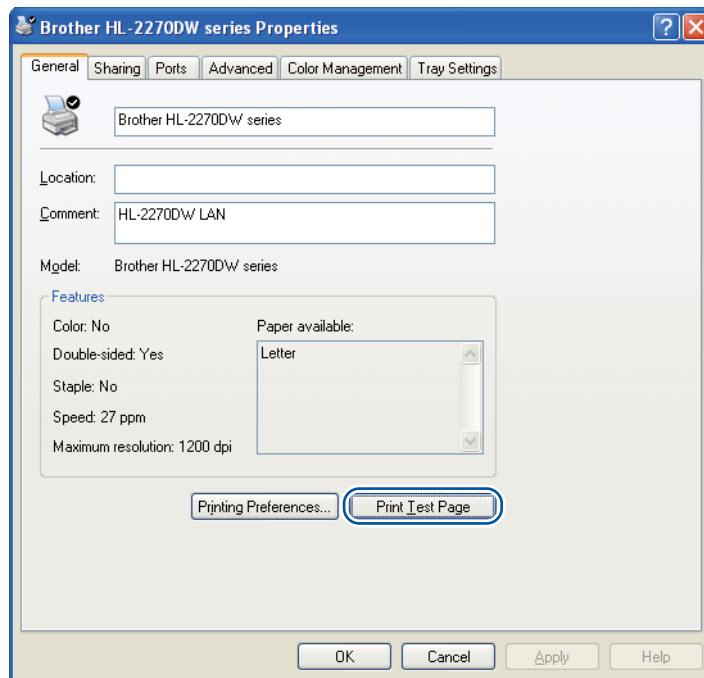 Brother HL-2270DW series Properties
General Sharing Ports Advanced Color Management Tray Settings
Brother HL-2270DW series
Location:
Comment: HL-2270DW LAN
Model: Brother HL-2270DW series
Features
Color: No Paper available:
Double-sided: Yes Letter
Staple: No
Speed: 27 ppm
Maximum resolution: 1200 dpi
Printing Preferences... Print Test Page
OK Cancel Apply Help